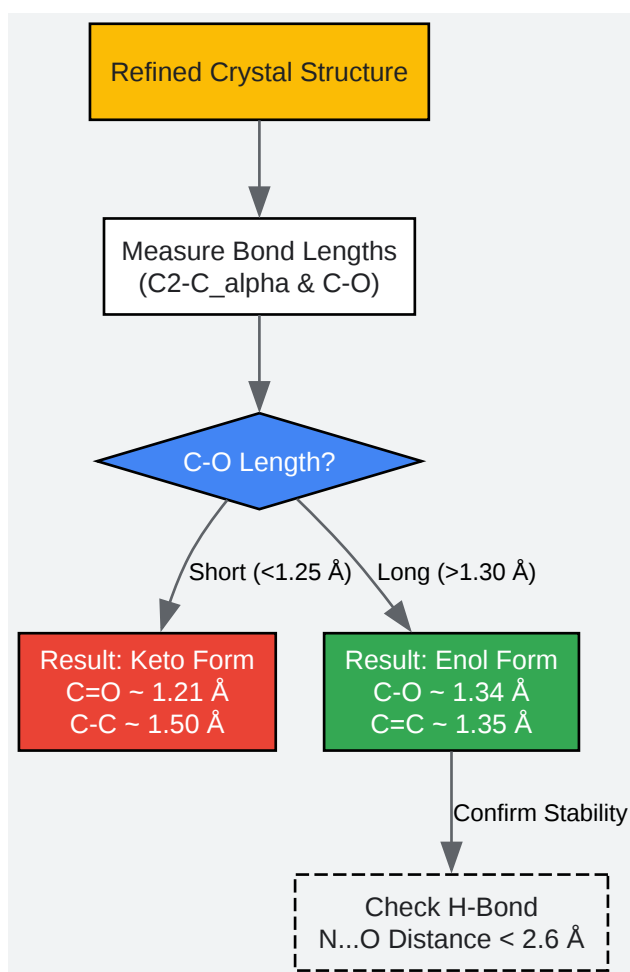 Refined Crystal Structure
Measure Bond Lengths
(C2-C_alpha & C-O)
C-O Length?
Short (<1.25 Å)
Long (>1.30 Å)
Result: Keto Form
C=O ~ 1.21 Å
C-C ~ 1.50 Å
Result: Enol Form
C-O ~ 1.34 Å
C=C ~ 1.35 Å
Confirm Stability
Check H-Bond
N...O Distance < 2.6 Å